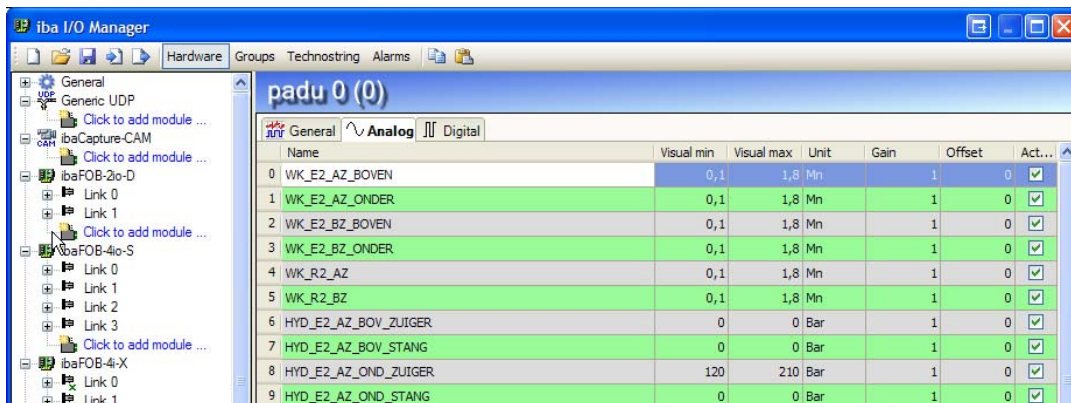 iba I/O Manager
Hardware Groups Technostring Alarms
General
UDP Generic UDP
Click to add module ...
CAM ibaCapture-CAM
Click to add module ...
ibaFOB-2io-D
Link 0
Link 1
Click to add module ...
ibaFOB-4io-S
Link 0
Link 1
Link 2
Link 3
Click to add module ...
ibaFOB-4i-X
Link 0
Link 1
padu 0 (0)
General Analog Digital
Name Visual min Visual max Unit Gain Offset Act...
0 WK_E2_AZ_BOVEN 0,1 1,8 Mn 1 0
1 WK_E2_AZ_ONDER 0,1 1,8 Mn 1 0
2 WK_E2_BZ_BOVEN 0,1 1,8 Mn 1 0
3 WK_E2_BZ_ONDER 0,1 1,8 Mn 1 0
4 WK_R2_AZ 0,1 1,8 Mn 1 0
5 WK_R2_BZ 0,1 1,8 Mn 1 0
6 HYD_E2_AZ_BOV_ZUIGER 0 0 Bar 1 0
7 HYD_E2_AZ_BOV_STANG 0 0 Bar 1 0
8 HYD_E2_AZ_OND_ZUIGER 120 210 Bar 1 0
9 HYD_E2_AZ_OND_STANG 0 0 Bar 1 0